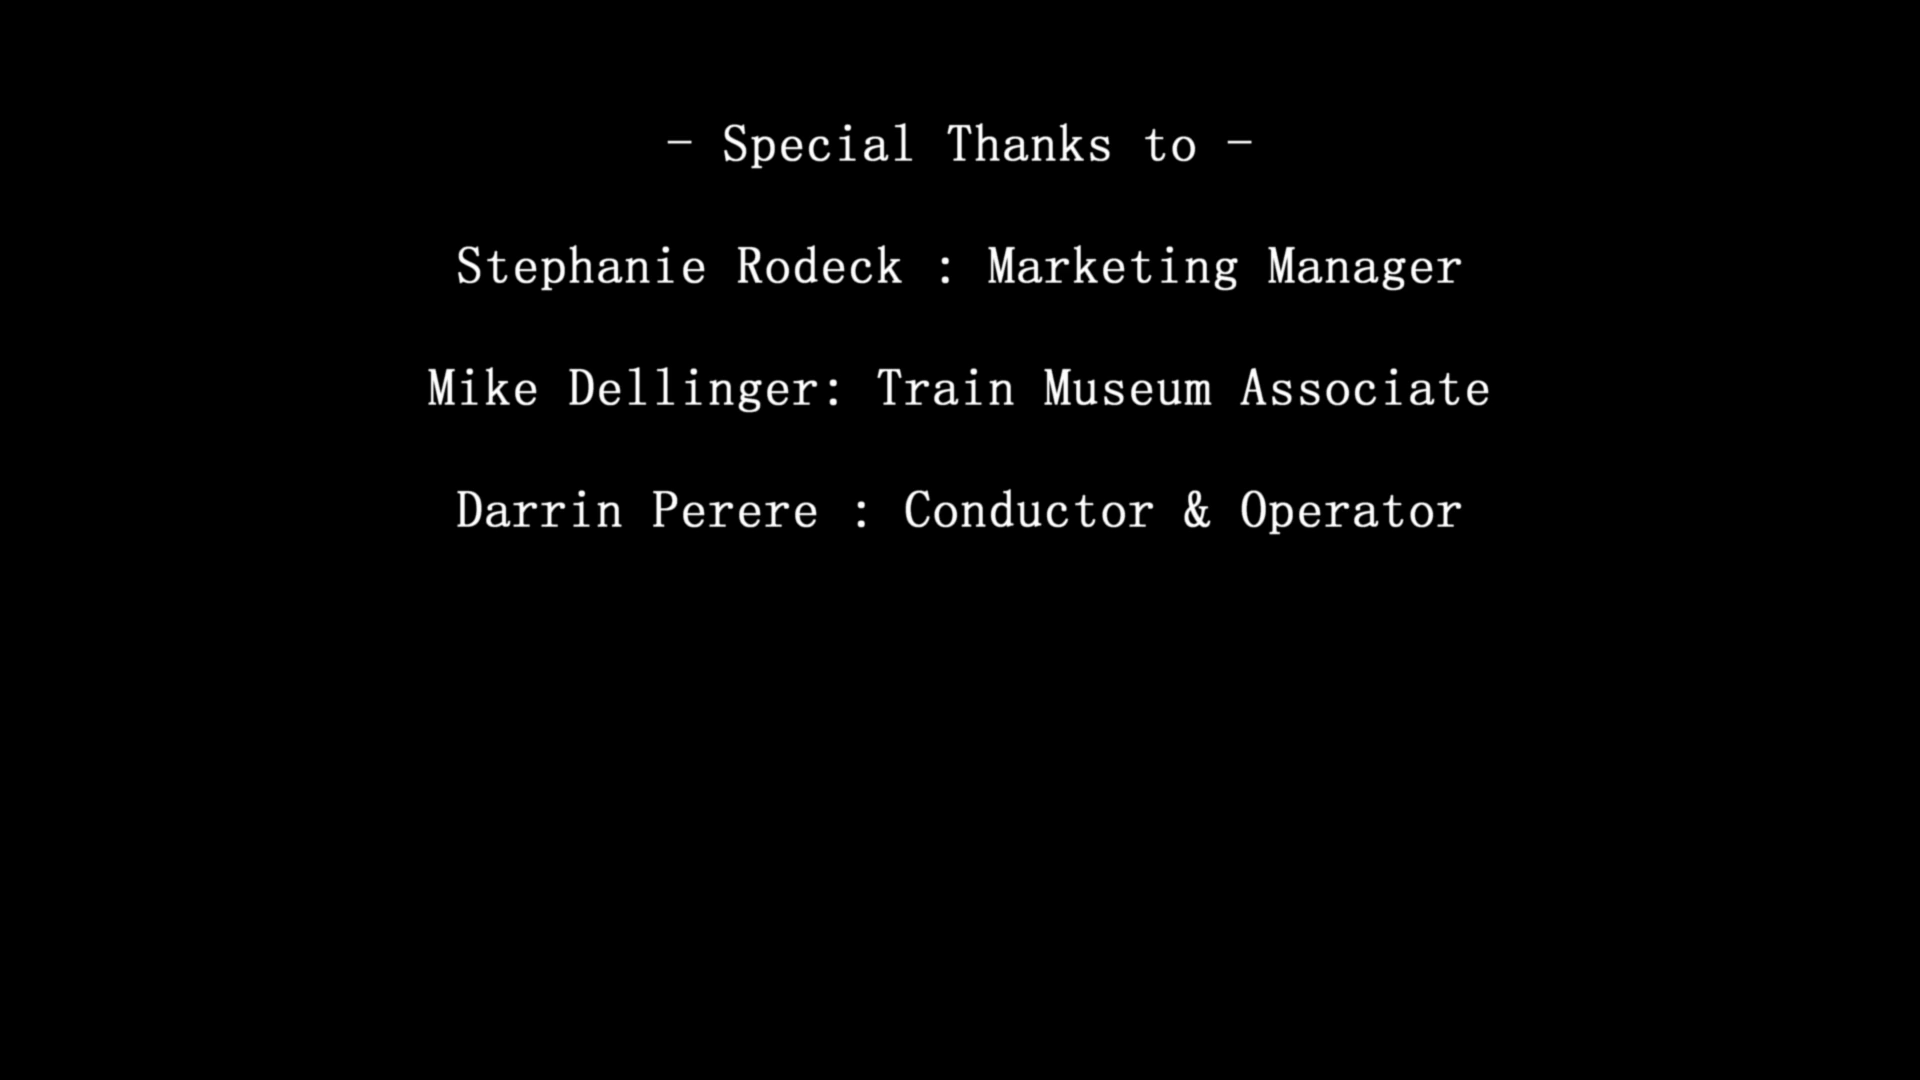 - Special Thanks to -
Stephanie Rodeck : Marketing Manager
Mike Dellinger: Train Museum Associate
Darrin Perere : Conductor & Operator